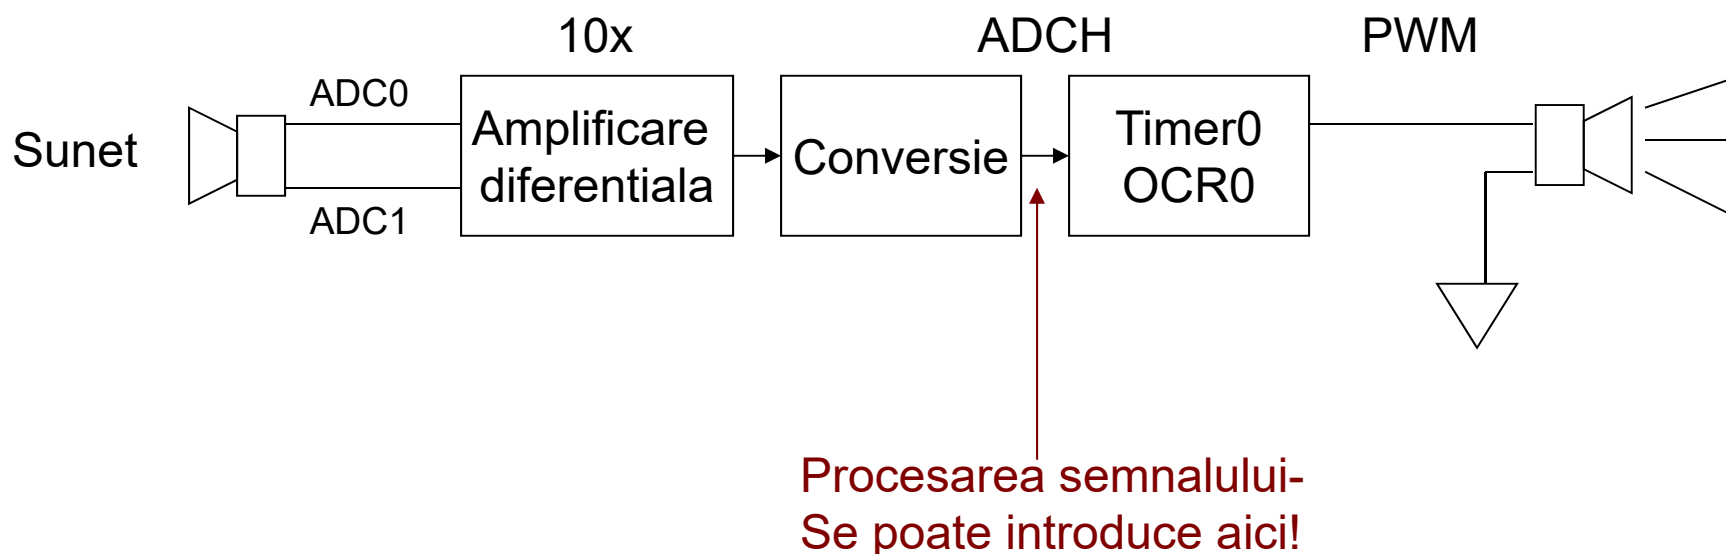 10x
ADCH
PWM
Sunet
ADC0
ADC1
Amplificare
diferentiala
Conversie
Timer0
OCR0
Procesarea semnalului-
Se poate introduce aici!